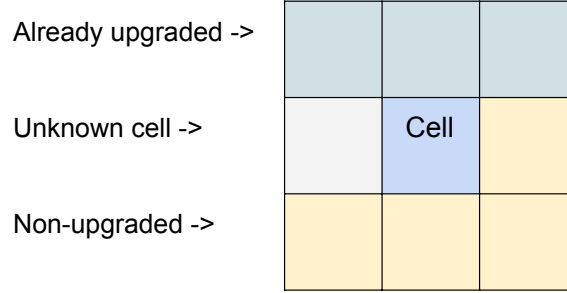 Already upgraded ->
Unknown cell ->
Cell
Non-upgraded ->